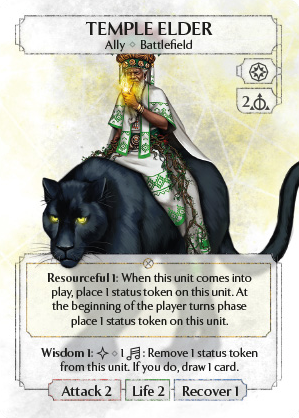 TEMPLE ELDER
Ally ◇ Battlefield
2
Resourceful 1: When this unit comes into
play, place 1 status token on this unit. At
the beginning of the player turns phase
place 1 status token on this unit.
Wisdom 1: ◇ 1 : Remove 1 status token
from this unit. If you do, draw 1 card.
Attack 2 Life 2 Recover 1